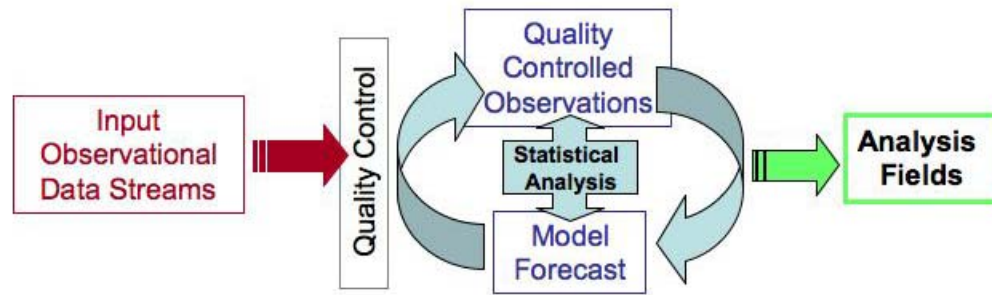 Input
Observational
Data Streams
Quality Control
Quality
Controlled
Observations
Statistical
Analysis
Model
Forecast
Analysis
Fields